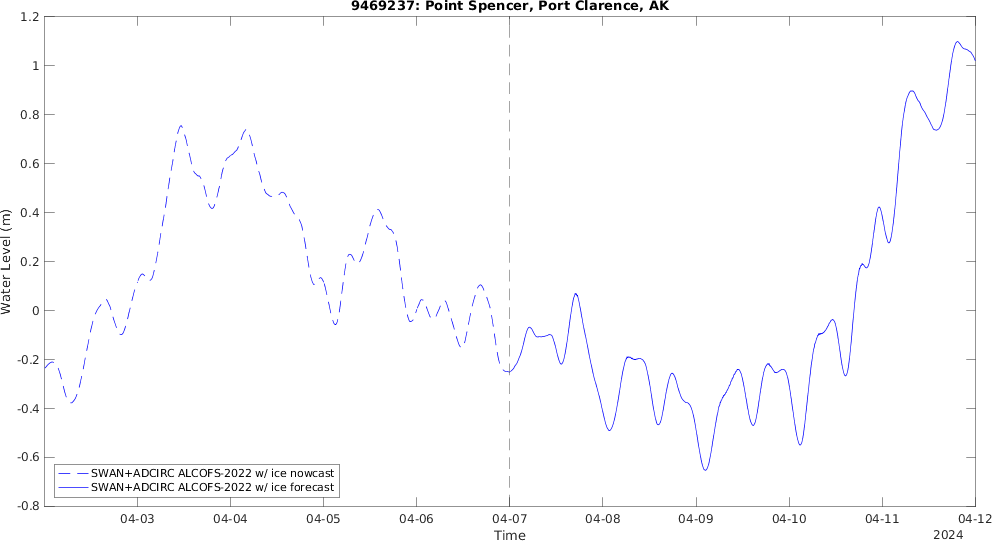 9469237: Point Spencer, Port Clarence, AK
1.2
1
0.8
0.6
0.4
0.2
0
-0.2
-0.4
-0.6
-0.8
Water Level (m)
SWAN+ADCIRC ALCOFS-2022 w/ ice nowcast
SWAN+ADCIRC ALCOFS-2022 w/ ice forecast
04-03 04-04 04-05 04-06 04-07 04-08 04-09 04-10 04-11 04-12
Time
2024